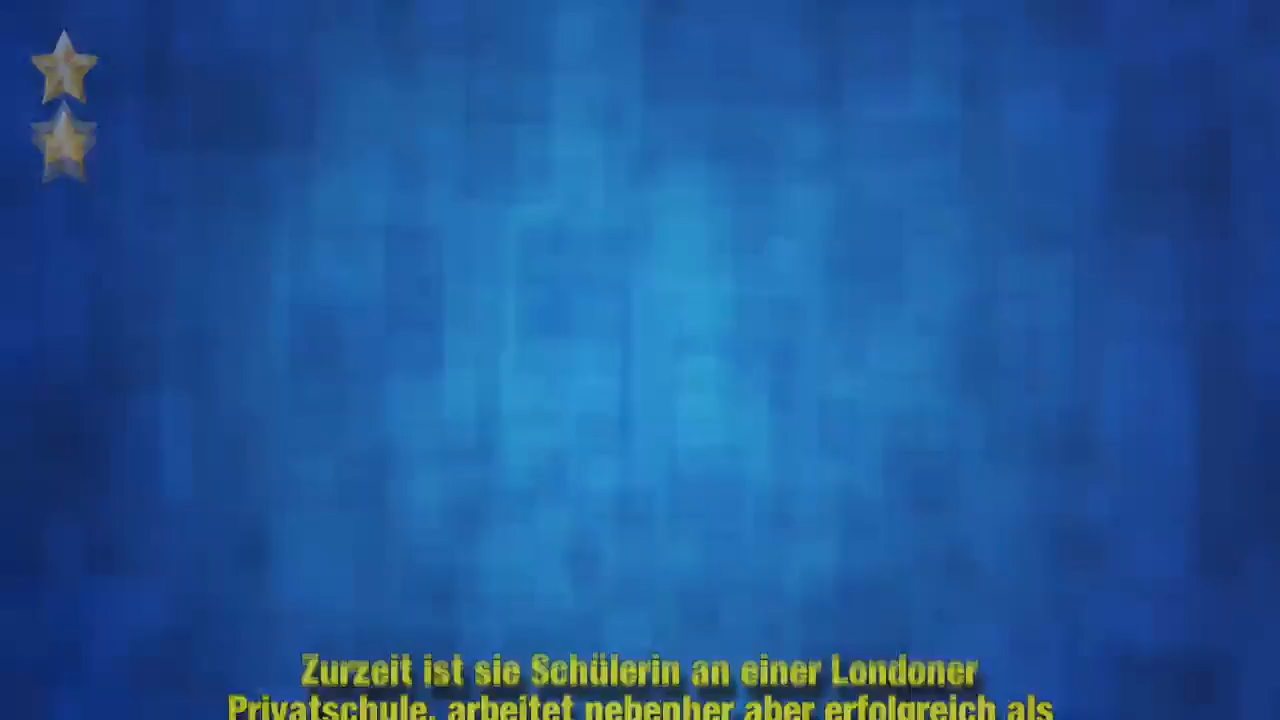 Zurzeit ist sie Schülerin an einer Londoner
Privatschule, arbeitet nebenher aber erfolgreich als